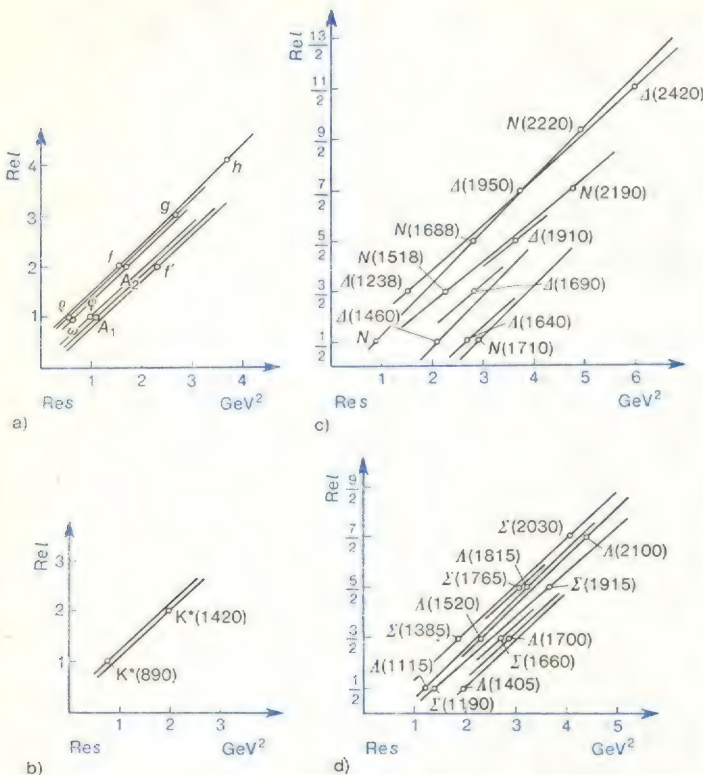 Rel
4
3
2
1
h
g
f
A₂
f′
ϱ
φ
ω
A₁
1 2 3 4
Res GeV²
a)
Rel
13/2
11/2
9/2
7/2
5/2
3/2
1/2
Δ(2420)
N(2220)
Δ(1950)
N(2190)
N(1688)
Δ(1910)
N(1518)
Δ(1238)
Δ(1690)
Δ(1460)
N
Δ(1640)
N(1710)
1 2 3 4 5 6
Res GeV²
c)
Rel
3
2
1
K*(1420)
K*(890)
1 2 3 4
Res GeV²
b)
Rel
9/2
7/2
5/2
3/2
1/2
Σ(2030)
Λ(2100)
Λ(1815)
Σ(1765)
Σ(1915)
Λ(1520)
Σ(1385)
Λ(1700)
Λ(1115)
Σ(1660)
Λ(1405)
Σ(1190)
1 2 3 4 5
Res GeV²
d)